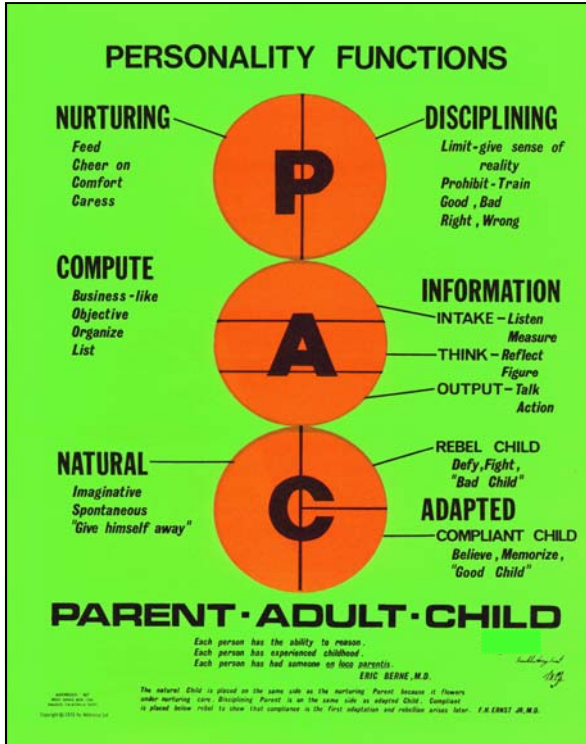 PERSONALITY FUNCTIONS
NURTURING
Feed
Cheer on
Comfort
Caress
DISCIPLINING
Limit-give sense of
reality
Prohibit-Train
Good, Bad
Right, Wrong
P
COMPUTE
Business-like
Objective
Organize
List
A
INFORMATION
INTAKE-Listen
Measure
THINK-Reflect
Figure
OUTPUT-Talk
Action
NATURAL
Imaginative
Spontaneous
"Give himself away"
C
REBEL CHILD
Defy, Fight,
"Bad Child"
ADAPTED
COMPLIANT CHILD
Believe, Memorize,
"Good Child"
PARENT-ADULT-CHILD
Each person has the ability to reason.
Each person has experienced childhood.
Each person has had someone in loco parentis.
ERIC BERNE, M.D.
The natural Child is placed on the same side as the nurturing Parent because it flowers
under nurturing care. Disciplining Parent is on the same side as adapted Child. Compliant
is placed below rebel to show that compliance is the first adaptation and rebellion arises later. F.H. ERNST JR, M.D.